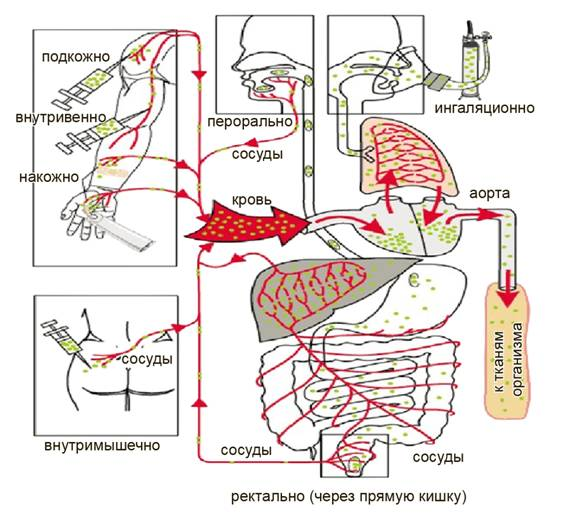 подкожно
внутривенно
накожно
перорально
сосуды
ингаляционно
кровь
аорта
к тканям
организма
сосуды
внутримышечно
сосуды
сосуды
ректально (через прямую кишку)